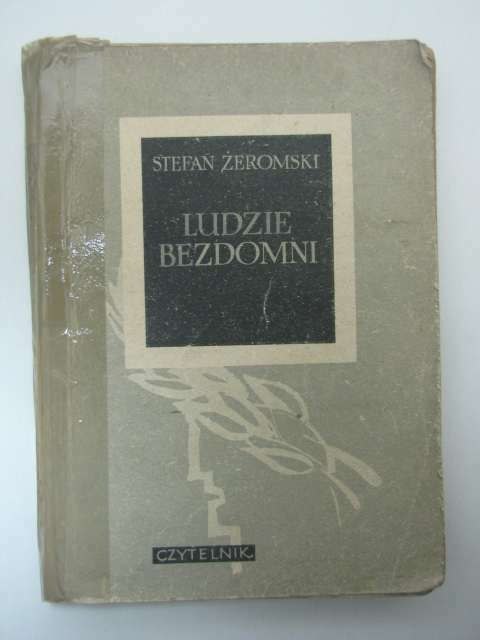 STEFAN ŻEROMSKI
LUDZIE
BEZDOMNI
CZYTELNIK